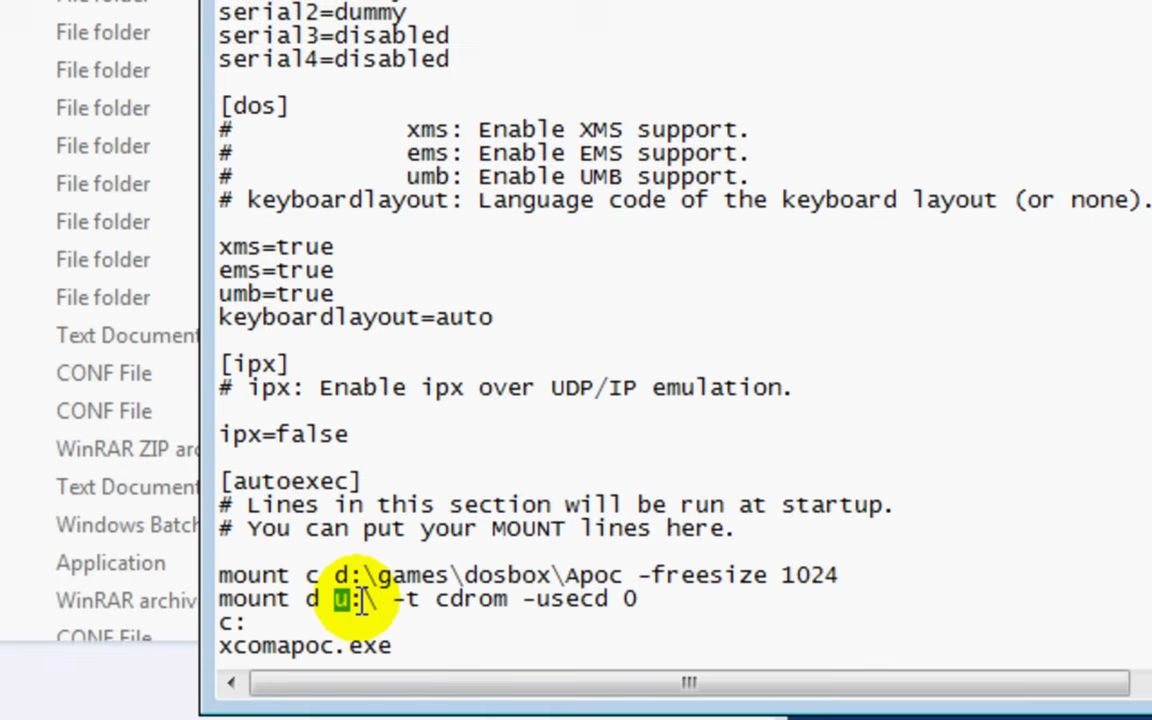 serial2=dummy
serial3=disabled
serial4=disabled
[dos]
# xms: Enable XMS support.
# ems: Enable EMS support.
# umb: Enable UMB support.
# keyboardlayout: Language code of the keyboard layout (or none).
xms=true
ems=true
umb=true
keyboardlayout=auto
[ipx]
# ipx: Enable ipx over UDP/IP emulation.
ipx=false
[autoexec]
# Lines in this section will be run at startup.
# You can put your MOUNT lines here.
mount c d:\games\dosbox\Apoc -freesize 1024
mount d u:\ -t cdrom -usecd 0
c:
xcomapoc.exe
File folder
File folder
File folder
File folder
File folder
File folder
File folder
File folder
Text Document
CONF File
CONF File
WinRAR ZIP arc
Text Document
Windows Batch
Application
WinRAR archiv
CONF File